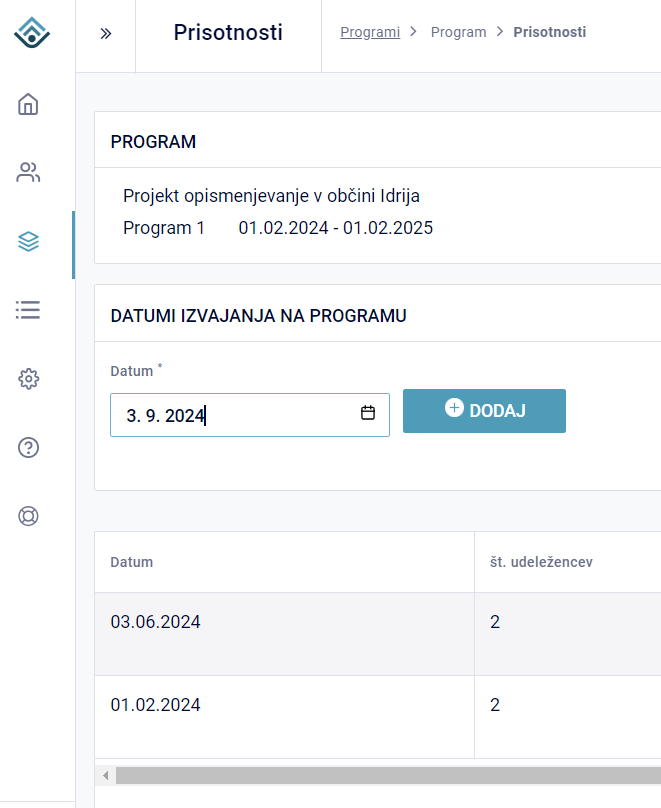 Prisotnosti
Programi > Program > Prisotnosti
PROGRAM
Projekt opismenjevanje v občini Idrija
Program 1 01.02.2024 - 01.02.2025
DATUMI IZVAJANJA NA PROGRAMU
Datum *
3. 9. 2024
DODAJ
Datum št. udeležencev
03.06.2024 2
01.02.2024 2